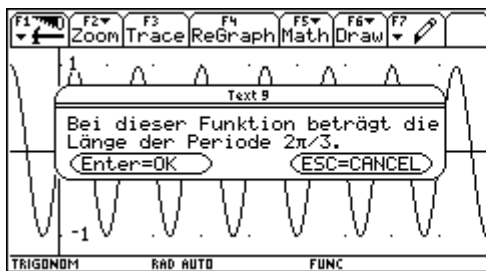 F1 F2 Zoom F3 Trace F4 ReGraph F5 Math F6 Draw F7
1
Text 9
Bei dieser Funktion beträgt die
Länge der Periode 2π/3.
Enter=OK ESC=CANCEL
-1
TRIGONOM RAD AUTO FUNC